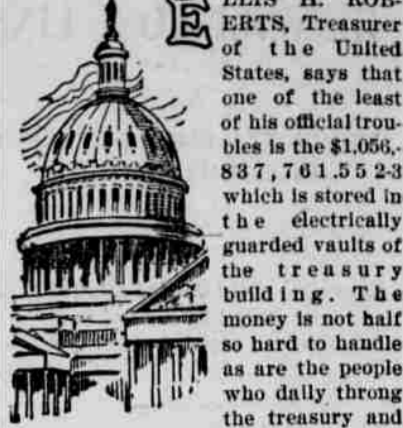 ELLIS H. ROB-
ERTS, Treasurer
of the United
States, says that
one of the least
of his official trou-
bles is the $1,056,-
837,761.55 2-3
which is stored in
the electrically
guarded vaults of
the treasury
building. The
money is not half
so hard to handle
as are the people
who daily throng
the treasury and